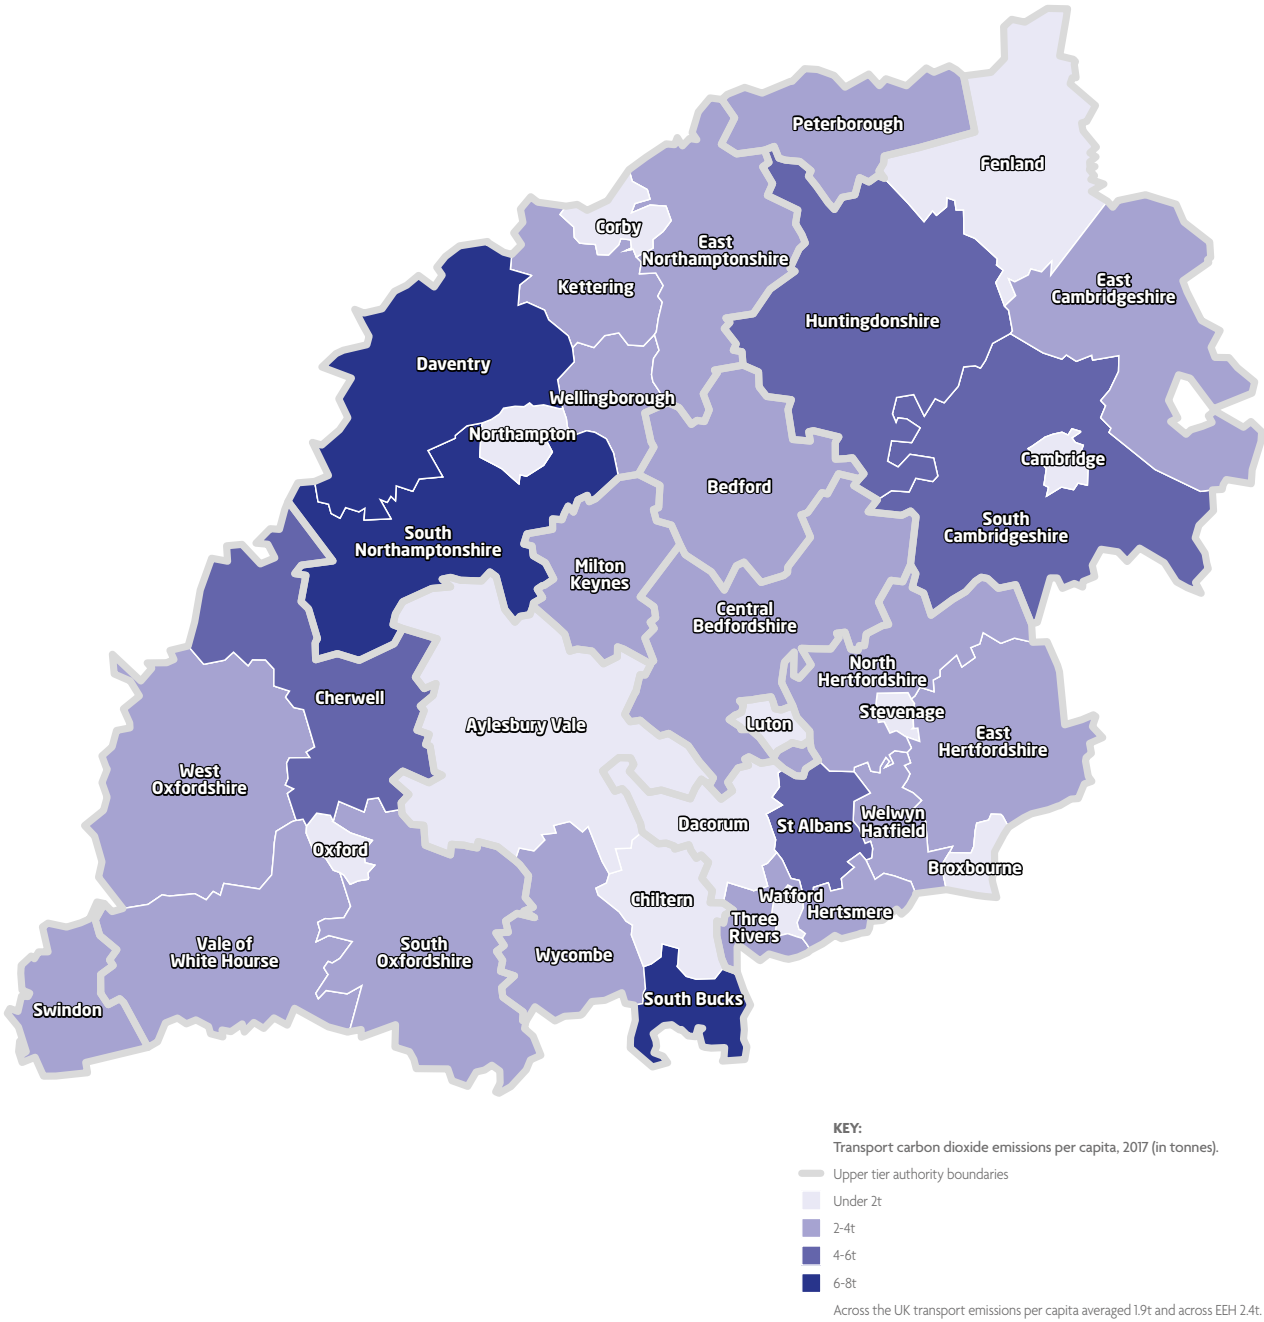 Peterborough
Fenland
Corby
East
Northamptonshire
Kettering
East
Cambridgeshire
Huntingdonshire
Daventry
Wellingborough
Northampton
Cambridge
Bedford
South
Cambridgeshire
South
Northamptonshire
Milton
Keynes
Central
Bedfordshire
North
Hertfordshire
Cherwell
Stevenage
Aylesbury Vale
Luton
East
Hertfordshire
West
Oxfordshire
Dacorum
St Albans
Welwyn
Hatfield
Oxford
Broxbourne
Chiltern
Watford
Hertsmere
Three
Rivers
Vale of
White Hourse
South
Oxfordshire
Wycombe
South Bucks
Swindon
KEY:
Transport carbon dioxide emissions per capita, 2017 (in tonnes).
Upper tier authority boundaries
Under 2t
2-4t
4-6t
6-8t
Across the UK transport emissions per capita averaged 1.9t and across EEH 2.4t.